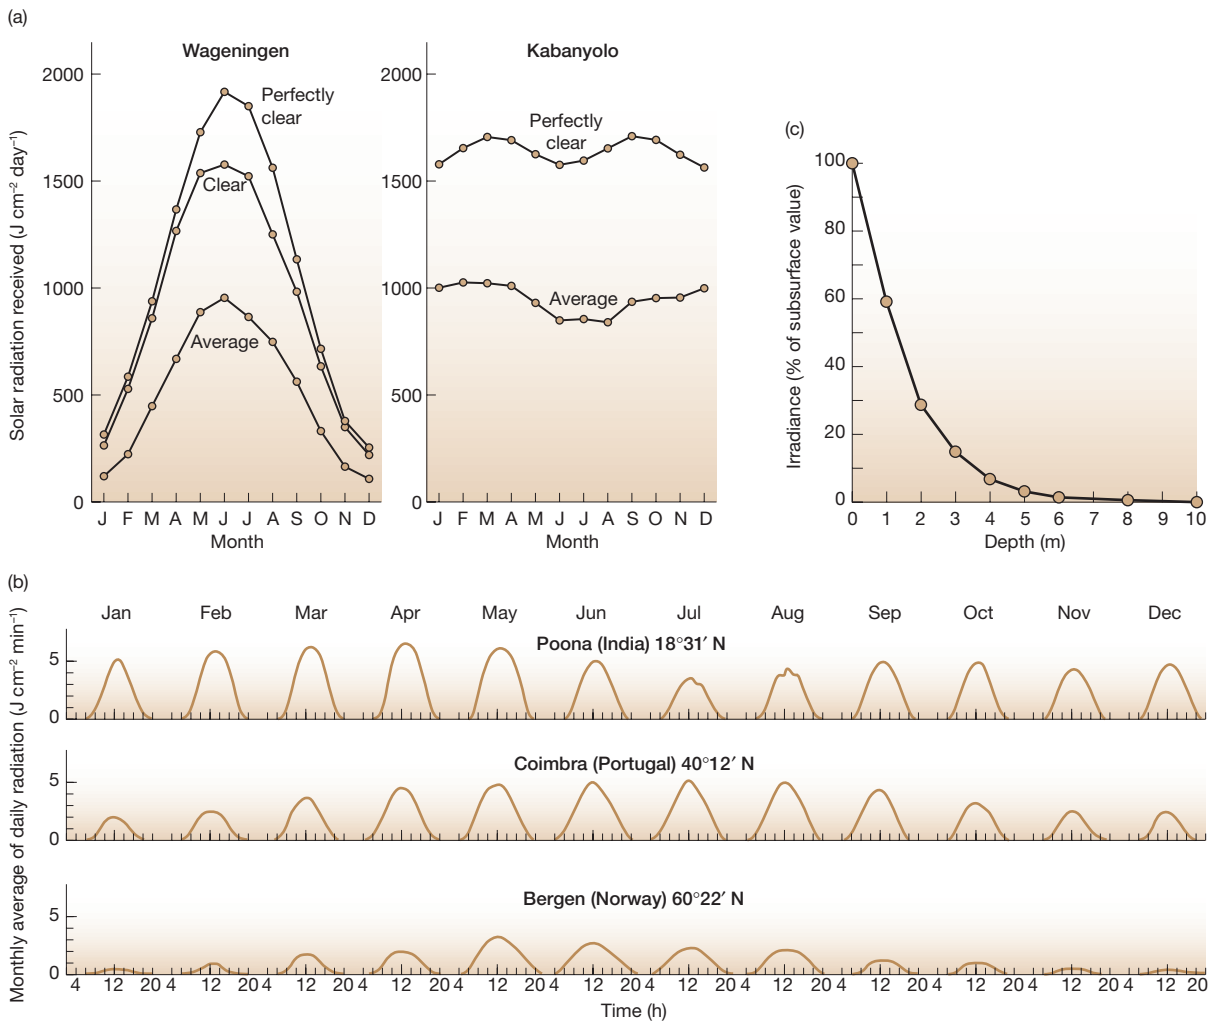 (a)
Wageningen
Kabanyolo
Solar radiation received (J cm⁻² day⁻¹)
2000
1500
1000
500
0
Perfectly
clear
Clear
Average
J F M A M J J A S O N D
Month
2000
1500
1000
500
0
Perfectly
clear
Average
J F M A M J J A S O N D
Month
(c)
Irradiance (% of subsurface value)
100
80
60
40
20
0
0 1 2 3 4 5 6 7 8 9 10
Depth (m)
(b)
Monthly average of daily radiation (J cm⁻² min⁻¹)
Jan Feb Mar Apr May Jun Jul Aug Sep Oct Nov Dec
Poona (India) 18°31′ N
5
0
Coimbra (Portugal) 40°12′ N
5
0
Bergen (Norway) 60°22′ N
5
0
4 12 20 4 12 20 4 12 20 4 12 20 4 12 20 4 12 20 4 12 20 4 12 20 4 12 20 4 12 20 4 12 20 4 12 20
Time (h)